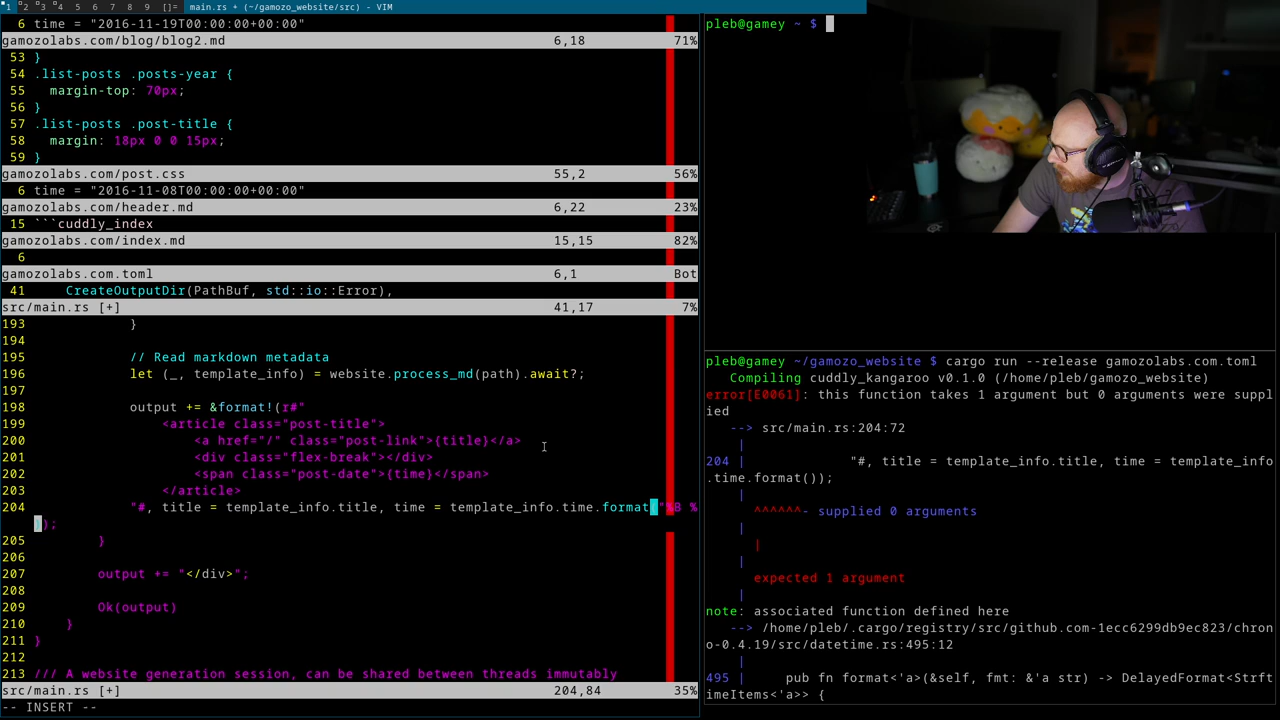 1 2 3 4 5 6 7 8 9 []= main.rs + (~/gamozo_website/src) - VIM
6 time = "2016-11-19T00:00:00+00:00"
gamozolabs.com/blog/blog2.md 6,18 71%
53 }
54 .list-posts .posts-year {
55   margin-top: 70px;
56 }
57 .list-posts .post-title {
58   margin: 18px 0 0 15px;
59 }
gamozolabs.com/post.css 55,2 56%
6 time = "2016-11-08T00:00:00+00:00"
gamozolabs.com/header.md 6,22 23%
15 ```cuddly_index
gamozolabs.com/index.md 15,15 82%
6
gamozolabs.com.toml 6,1 Bot
41     CreateOutputDir(PathBuf, std::io::Error),
src/main.rs [+] 41,17 7%
193             }
194
195             // Read markdown metadata
196             let (_, template_info) = website.process_md(path).await?;
197
198             output += &format!(r#"
199                 <article class="post-title">
200                     <a href="/" class="post-link">{title}</a>
201                     <div class="flex-break"></div>
202                     <span class="post-date">{time}</span>
203                 </article>
204             "#, title = template_info.title, time = template_info.time.format("%B %
));
205         }
206
207         output += "</div>";
208
209         Ok(output)
210     }
211 }
212
213 /// A website generation session, can be shared between threads immutably
src/main.rs [+] 204,84 35%
-- INSERT --
pleb@gamey ~ $
pleb@gamey ~/gamozo_website $ cargo run --release gamozolabs.com.toml
   Compiling cuddly_kangaroo v0.1.0 (/home/pleb/gamozo_website)
error[E0061]: this function takes 1 argument but 0 arguments were suppl
ied
   --> src/main.rs:204:72
    |
204 |             "#, title = template_info.title, time = template_info
.time.format());
    |
      ^^^^^^- supplied 0 arguments
    |
      |
    |
      expected 1 argument
    |
note: associated function defined here
   --> /home/pleb/.cargo/registry/src/github.com-1ecc6299db9ec823/chron
o-0.4.19/src/datetime.rs:495:12
    |
495 |     pub fn format<'a>(&self, fmt: &'a str) -> DelayedFormat<Strft
imeItems<'a>> {